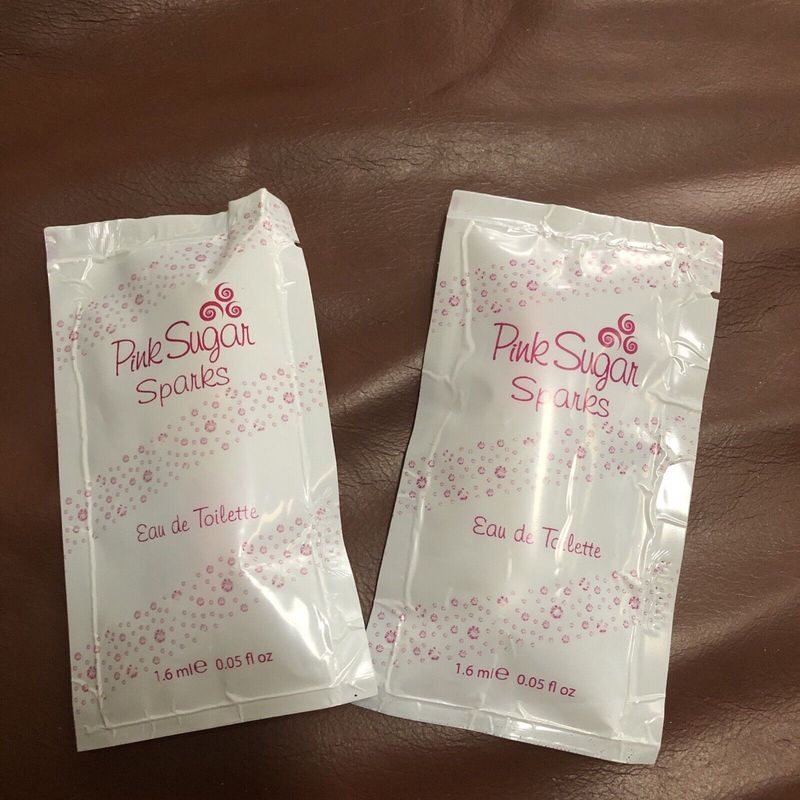 Pink Sugar
Sparks
Eau de Toilette
1.6 ml℮ 0.05 fl oz
Pink Sugar
Sparks
Eau de Toilette
1.6 ml℮ 0.05 fl oz